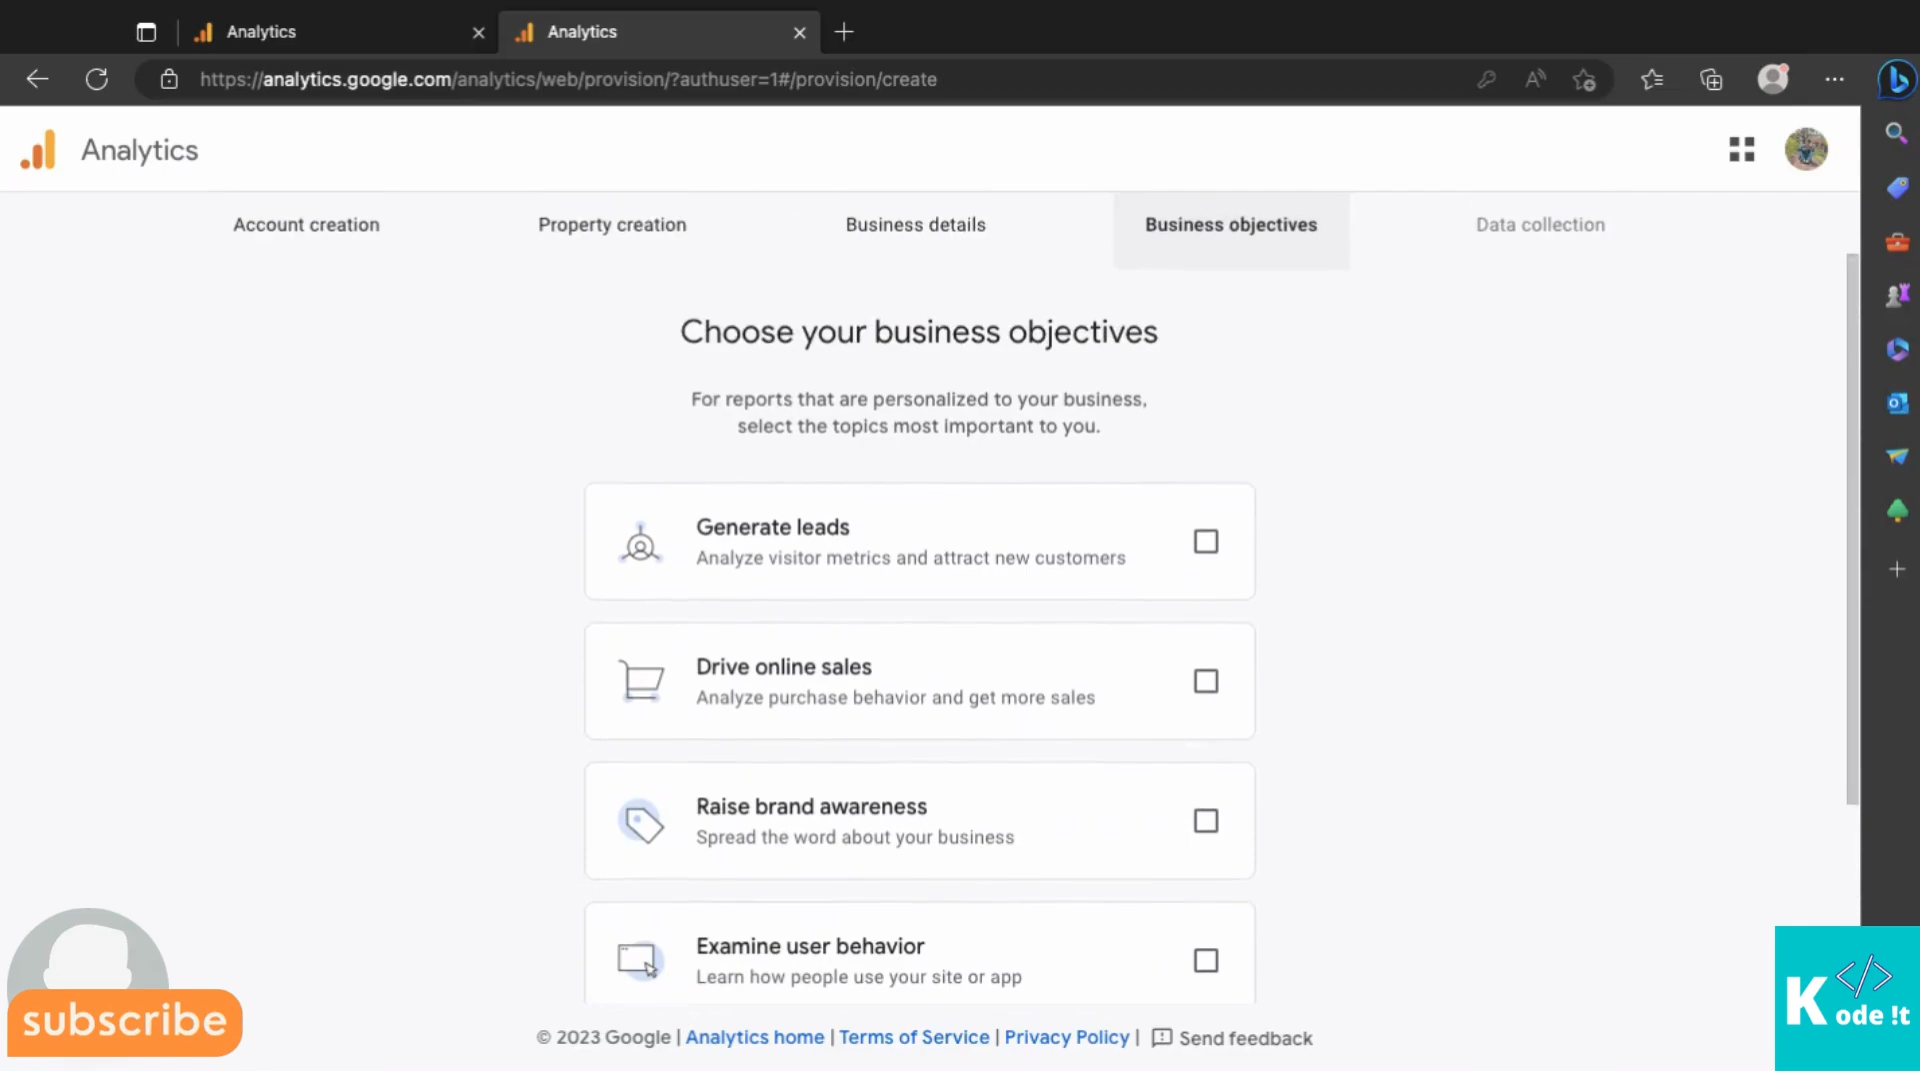 Analytics
Analytics
https://analytics.google.com/analytics/web/provision/?authuser=1#/provision/create
Analytics
Account creation
Property creation
Business details
Business objectives
Data collection
Choose your business objectives
For reports that are personalized to your business,
select the topics most important to you.
Generate leads
Analyze visitor metrics and attract new customers
Drive online sales
Analyze purchase behavior and get more sales
Raise brand awareness
Spread the word about your business
Examine user behavior
Learn how people use your site or app
© 2023 Google | Analytics home | Terms of Service | Privacy Policy | Send feedback
subscribe
K </>
ode !t